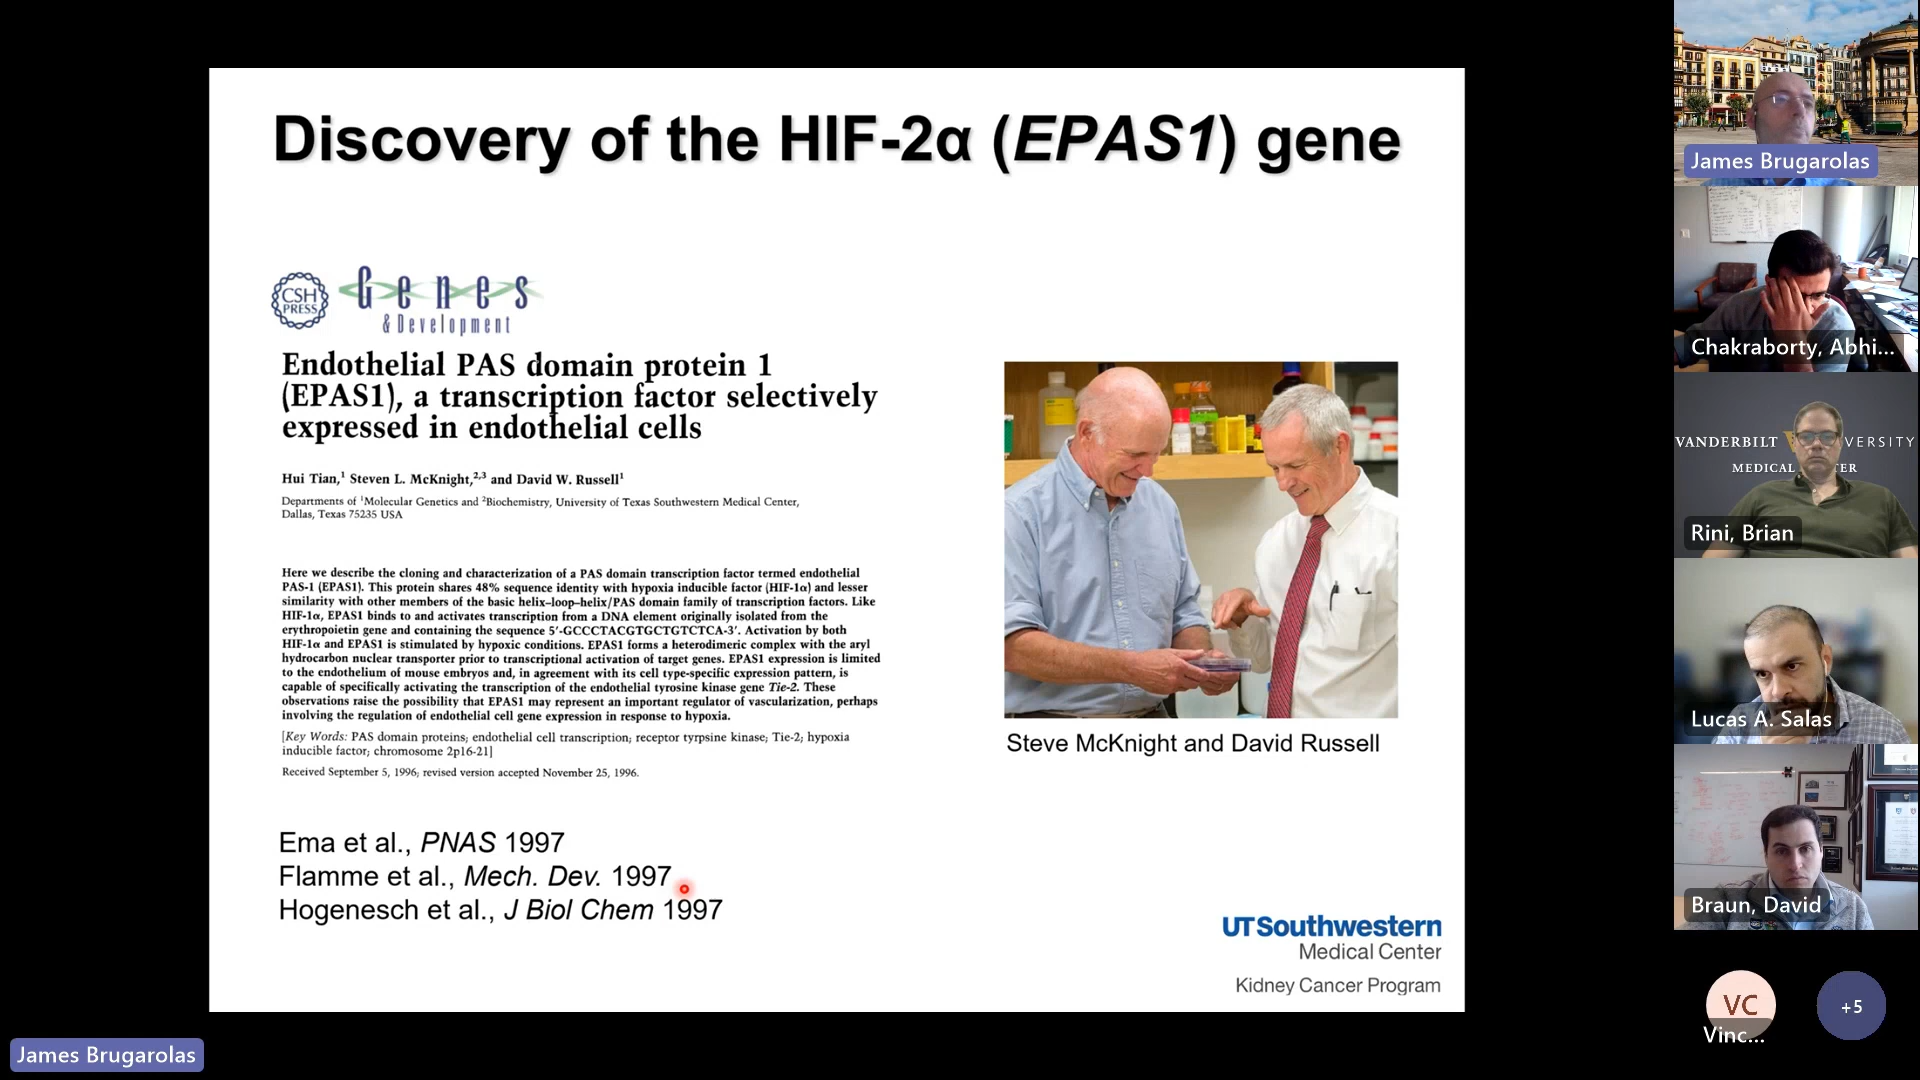 Discovery of the HIF-2α (EPAS1) gene
CSH
PRESS
Genes
& Development
Endothelial PAS domain protein 1
(EPAS1), a transcription factor selectively
expressed in endothelial cells
Hui Tian,¹ Steven L. McKnight,²,³ and David W. Russell¹
Departments of ¹Molecular Genetics and ²Biochemistry, University of Texas Southwestern Medical Center,
Dallas, Texas 75235 USA
Here we describe the cloning and characterization of a PAS domain transcription factor termed endothelial
PAS-1 (EPAS1). This protein shares 48% sequence identity with hypoxia inducible factor (HIF-1α) and lesser
similarity with other members of the basic helix–loop–helix/PAS domain family of transcription factors. Like
HIF-1α, EPAS1 binds to and activates transcription from a DNA element originally isolated from the
erythropoietin gene and containing the sequence 5'-GCCCTACGTGCTGTCTCA-3'. Activation by both
HIF-1α and EPAS1 is stimulated by hypoxic conditions. EPAS1 forms a heterodimeric complex with the aryl
hydrocarbon nuclear transporter prior to transcriptional activation of target genes. EPAS1 expression is limited
to the endothelium of mouse embryos and, in agreement with its cell type-specific expression pattern, is
capable of specifically activating the transcription of the endothelial tyrosine kinase gene Tie-2. These
observations raise the possibility that EPAS1 may represent an important regulator of vascularization, perhaps
involving the regulation of endothelial cell gene expression in response to hypoxia.
[Key Words: PAS domain proteins; endothelial cell transcription; receptor tyrpsine kinase; Tie-2; hypoxia
inducible factor; chromosome 2p16-21]
Received September 5, 1996; revised version accepted November 25, 1996.
Steve McKnight and David Russell
Ema et al., PNAS 1997
Flamme et al., Mech. Dev. 1997
Hogenesch et al., J Biol Chem 1997
UTSouthwestern
Medical Center
Kidney Cancer Program
James Brugarolas
James Brugarolas
Chakraborty, Abhi...
VANDERBILT VERSITY
MEDICAL ER
Rini, Brian
Lucas A. Salas
Braun, David
VC
Vinc...
+5